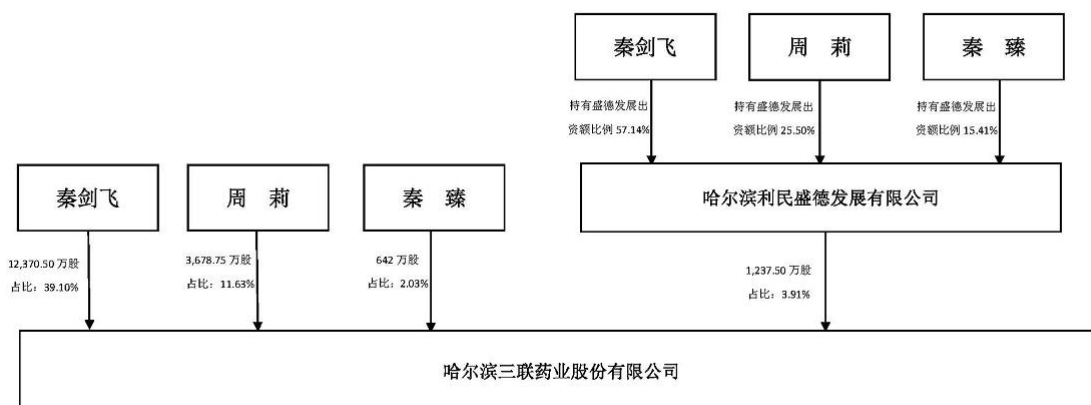 秦剑飞
周 莉
秦 臻
持有盛德发展出
资额比例 57.14%
持有盛德发展出
资额比例 25.50%
持有盛德发展出
资额比例 15.41%
秦剑飞
周 莉
秦 臻
哈尔滨利民盛德发展有限公司
12,370.50 万股
占比：39.10%
3,678.75 万股
占比：11.63%
642 万股
占比：2.03%
1,237.50 万股
占比：3.91%
哈尔滨三联药业股份有限公司